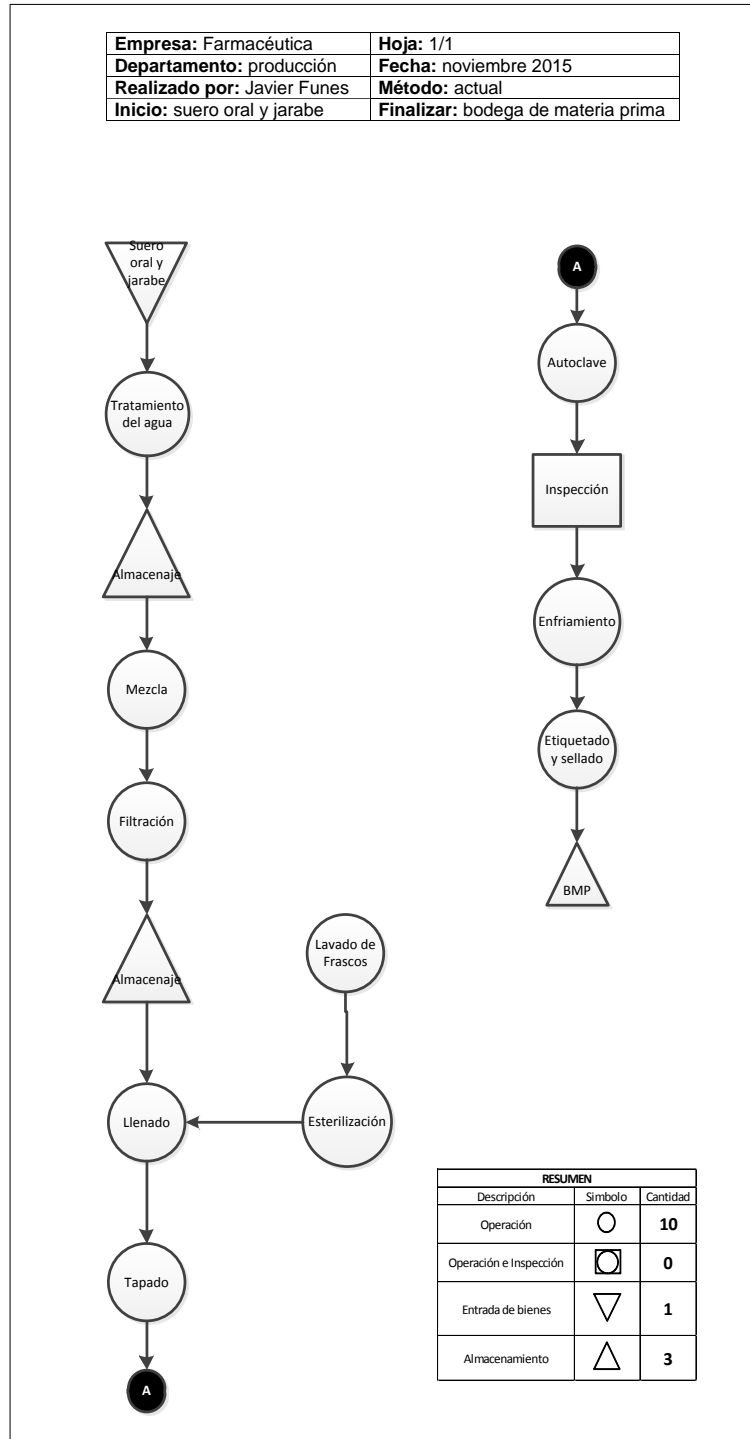 Empresa: Farmacéutica Hoja: 1/1
Departamento: producción Fecha: noviembre 2015
Realizado por: Javier Funes Método: actual
Inicio: suero oral y jarabe Finalizar: bodega de materia prima
Suero
oral y
jarabe
Tratamiento
del agua
Almacenaje
Mezcla
Filtración
Almacenaje
Lavado de
Frascos
Esterilización
Llenado
Tapado
A
A
Autoclave
Inspección
Enfriamiento
Etiquetado
y sellado
BMP
RESUMEN
Descripción Simbolo Cantidad
Operación 10
Operación e Inspección 0
Entrada de bienes 1
Almacenamiento 3